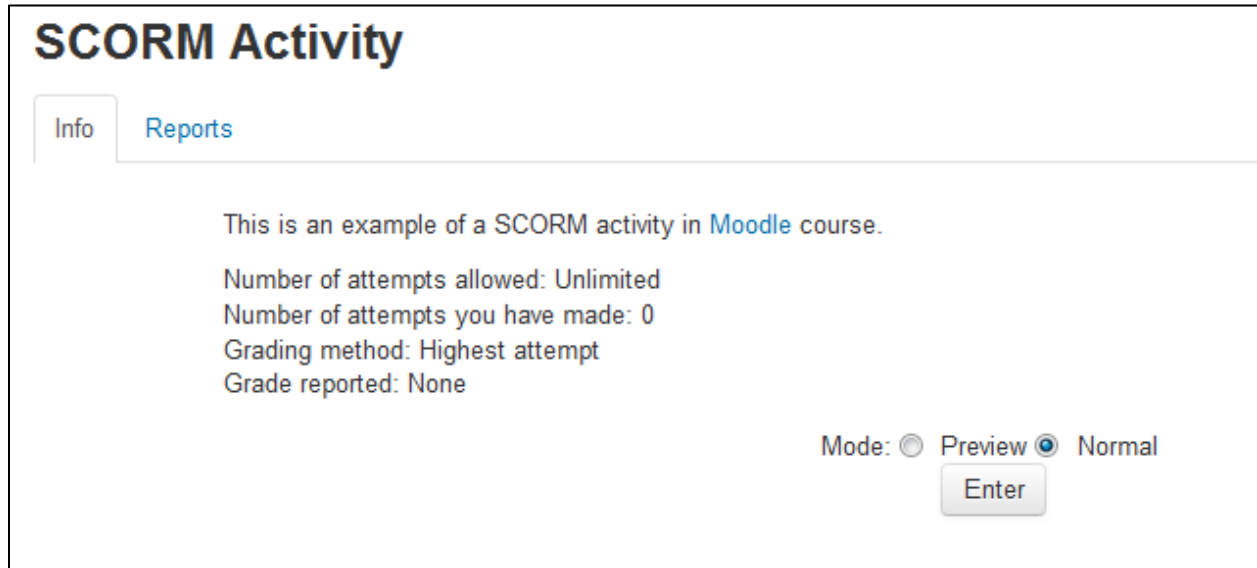 SCORM Activity
Info Reports
This is an example of a SCORM activity in Moodle course.
Number of attempts allowed: Unlimited
Number of attempts you have made: 0
Grading method: Highest attempt
Grade reported: None
Mode: Preview Normal
Enter